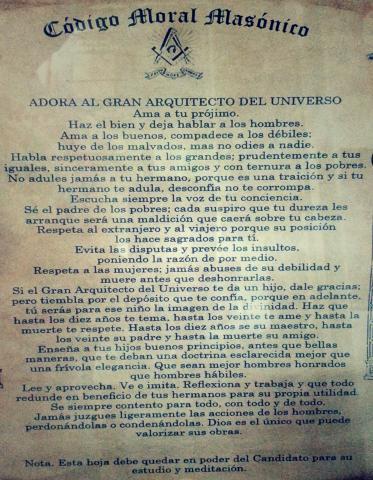 Código Moral Masónico
ADORA AL GRAN ARQUITECTO DEL UNIVERSO
Ama a tu prójimo.
Haz el bien y deja hablar a los hombres.
Ama a los buenos, compadece a los débiles;
huye de los malvados, mas no odies a nadie.
Habla respetuosamente a los grandes; prudentemente a tus
iguales, sinceramente a tus amigos y con ternura a los pobres.
No adules jamás a tu hermano, porque es una traición y si tu
hermano te adula, desconfía no te corrompa.
Escucha siempre la voz de tu conciencia.
Sé el padre de los pobres; cada suspiro que tu dureza les
arranque será una maldición que caerá sobre tu cabeza.
Respeta al extranjero y al viajero porque su posición
los hace sagrados para ti.
Evita las disputas y prevée los insultos,
poniendo la razón de por medio.
Respeta a las mujeres; jamás abuses de su debilidad y
muere antes que deshonrarlas.
Si el Gran Arquitecto del Universo te da un hijo, dale gracias;
pero tiembla por el depósito que te confía, porque en adelante,
tú serás para ese niño la imagen de la divinidad. Haz que
hasta los diez años te tema, hasta los veinte te ame y hasta la
muerte te respete. Hasta los diez años se su maestro, hasta
los veinte su padre y hasta la muerte su amigo.
Enseña a tus hijos buenos principios, antes que bellas
maneras, que te deban una doctrina esclarecida mejor que
una frívola elegancia. Que sean mejor hombres honrados
que hombres hábiles.
Lee y aprovecha. Ve e imita. Reflexiona y trabaja y que todo
redunde en beneficio de tus hermanos para su propia utilidad.
Se siempre contento para todo, con todo y de todo.
Jamás juzgues ligeramente las acciones de los hombres,
perdonándolas o condenándolas. Dios es el único que puede
valorizar sus obras.
Nota. Esta hoja debe quedar en poder del Candidato para su
estudio y meditación.